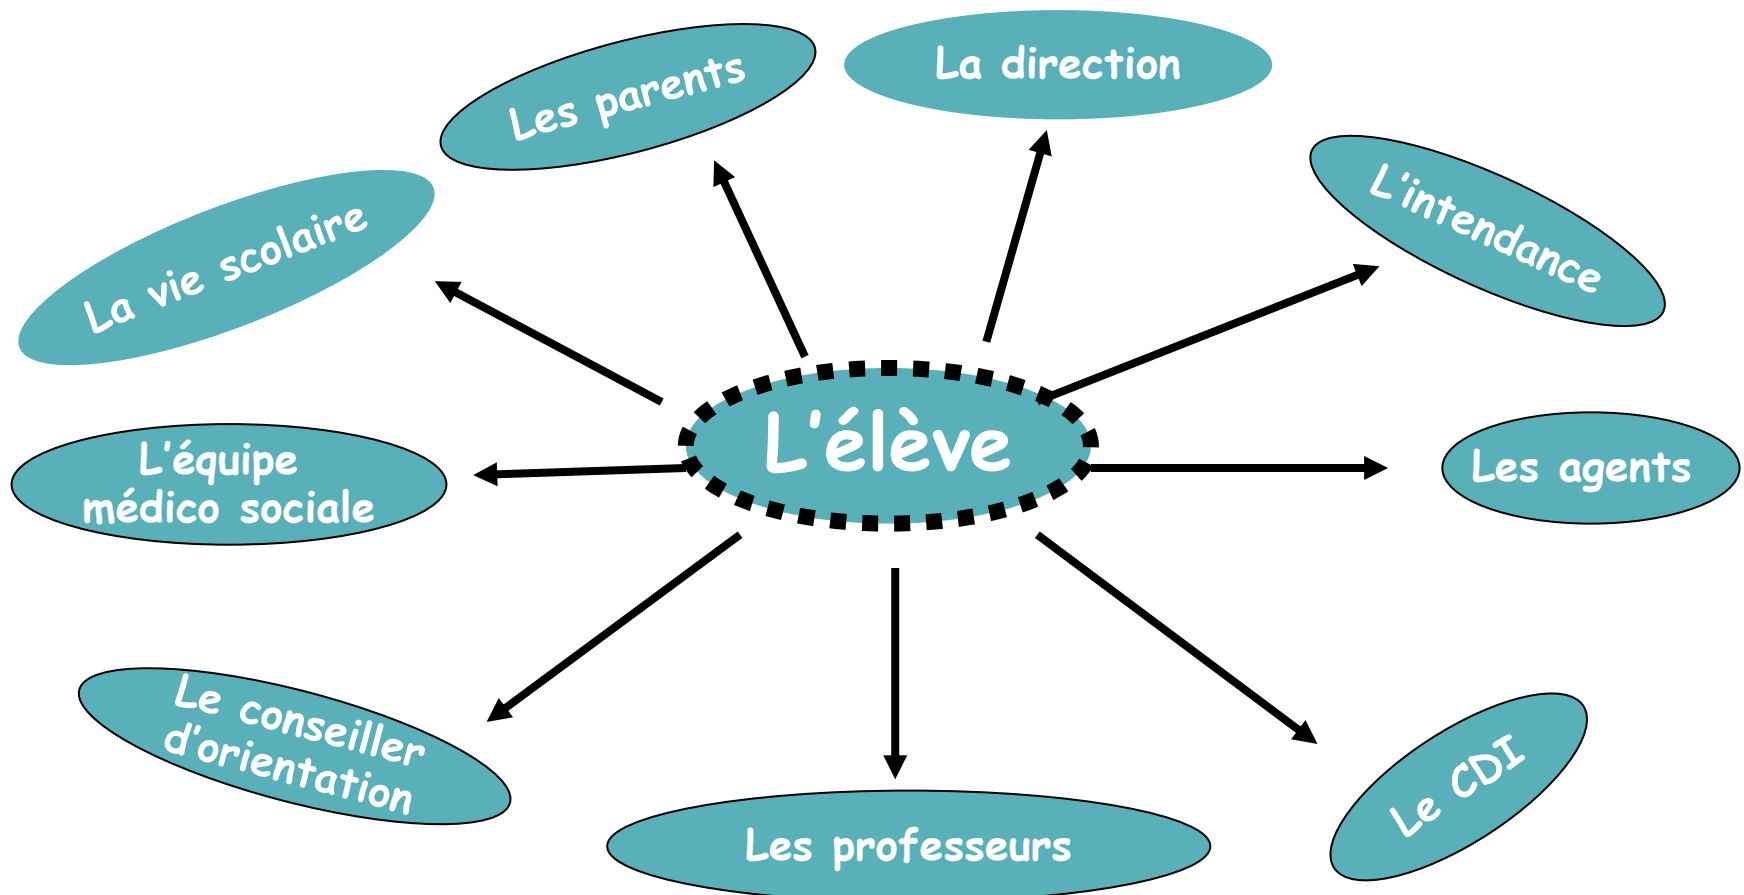 La direction
Les parents
L'intendance
La vie scolaire
L'élève
L'équipe
médico sociale
Les agents
Le conseiller
d'orientation
Le CDI
Les professeurs